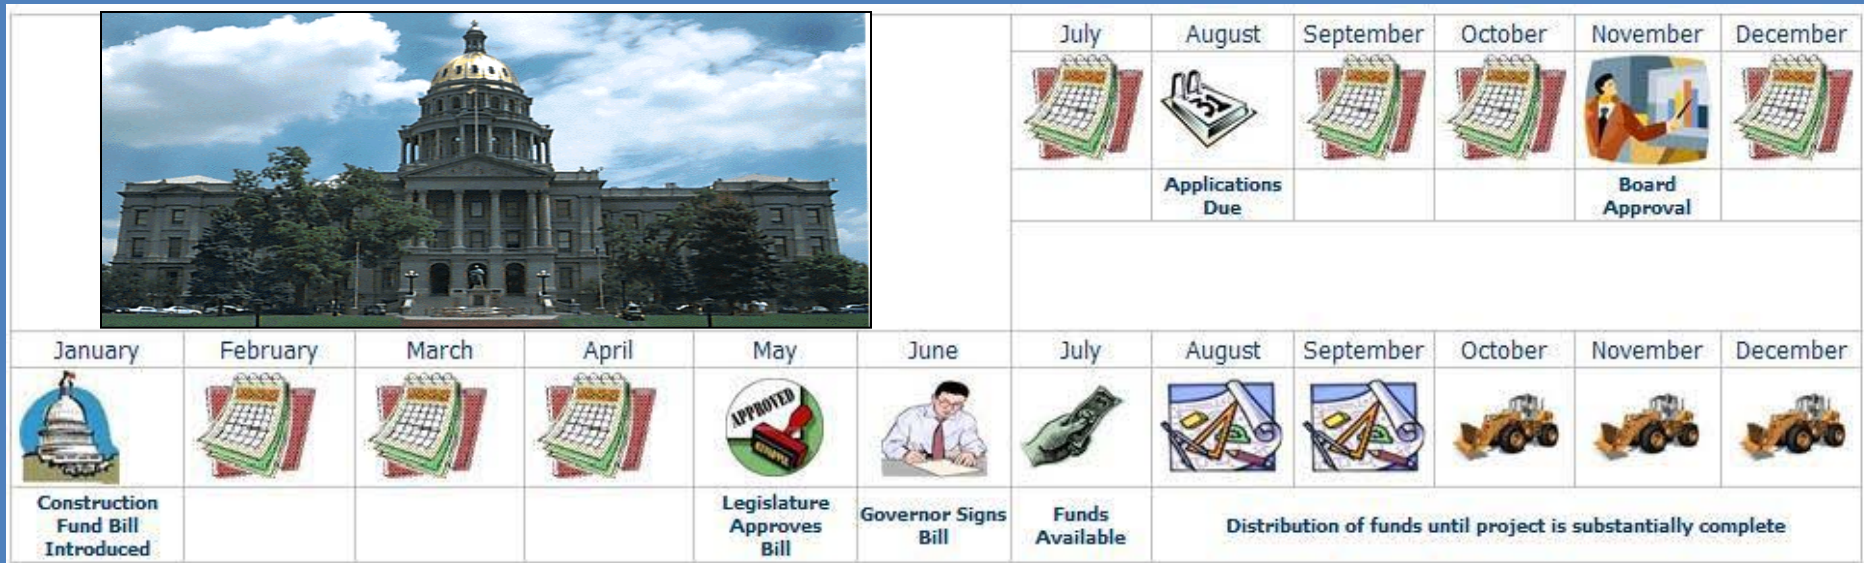 July August September October November December
31
Applications
Due
Board
Approval
January February March April May June July August September October November December
APPROVED
Construction
Fund Bill
Introduced
Legislature
Approves
Bill
Governor Signs
Bill
Funds
Available
Distribution of funds until project is substantially complete